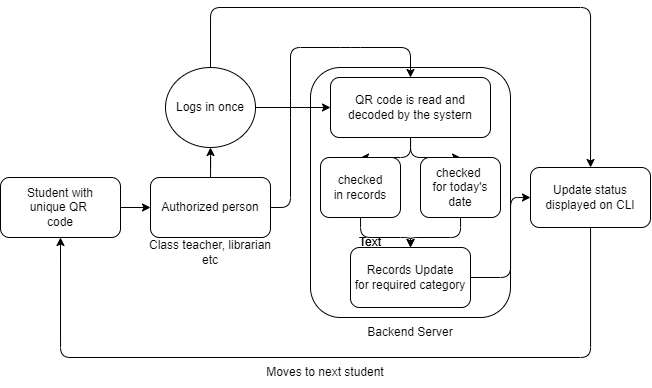 Logs in once
QR code is read and
decoded by the systern
checked
in records
checked
for today's
date
Student with
unique QR
code
Authorized person
Class teacher, librarian
etc
Update status
displayed on CLI
Text
Records Update
for required category
Backend Server
Moves to next student